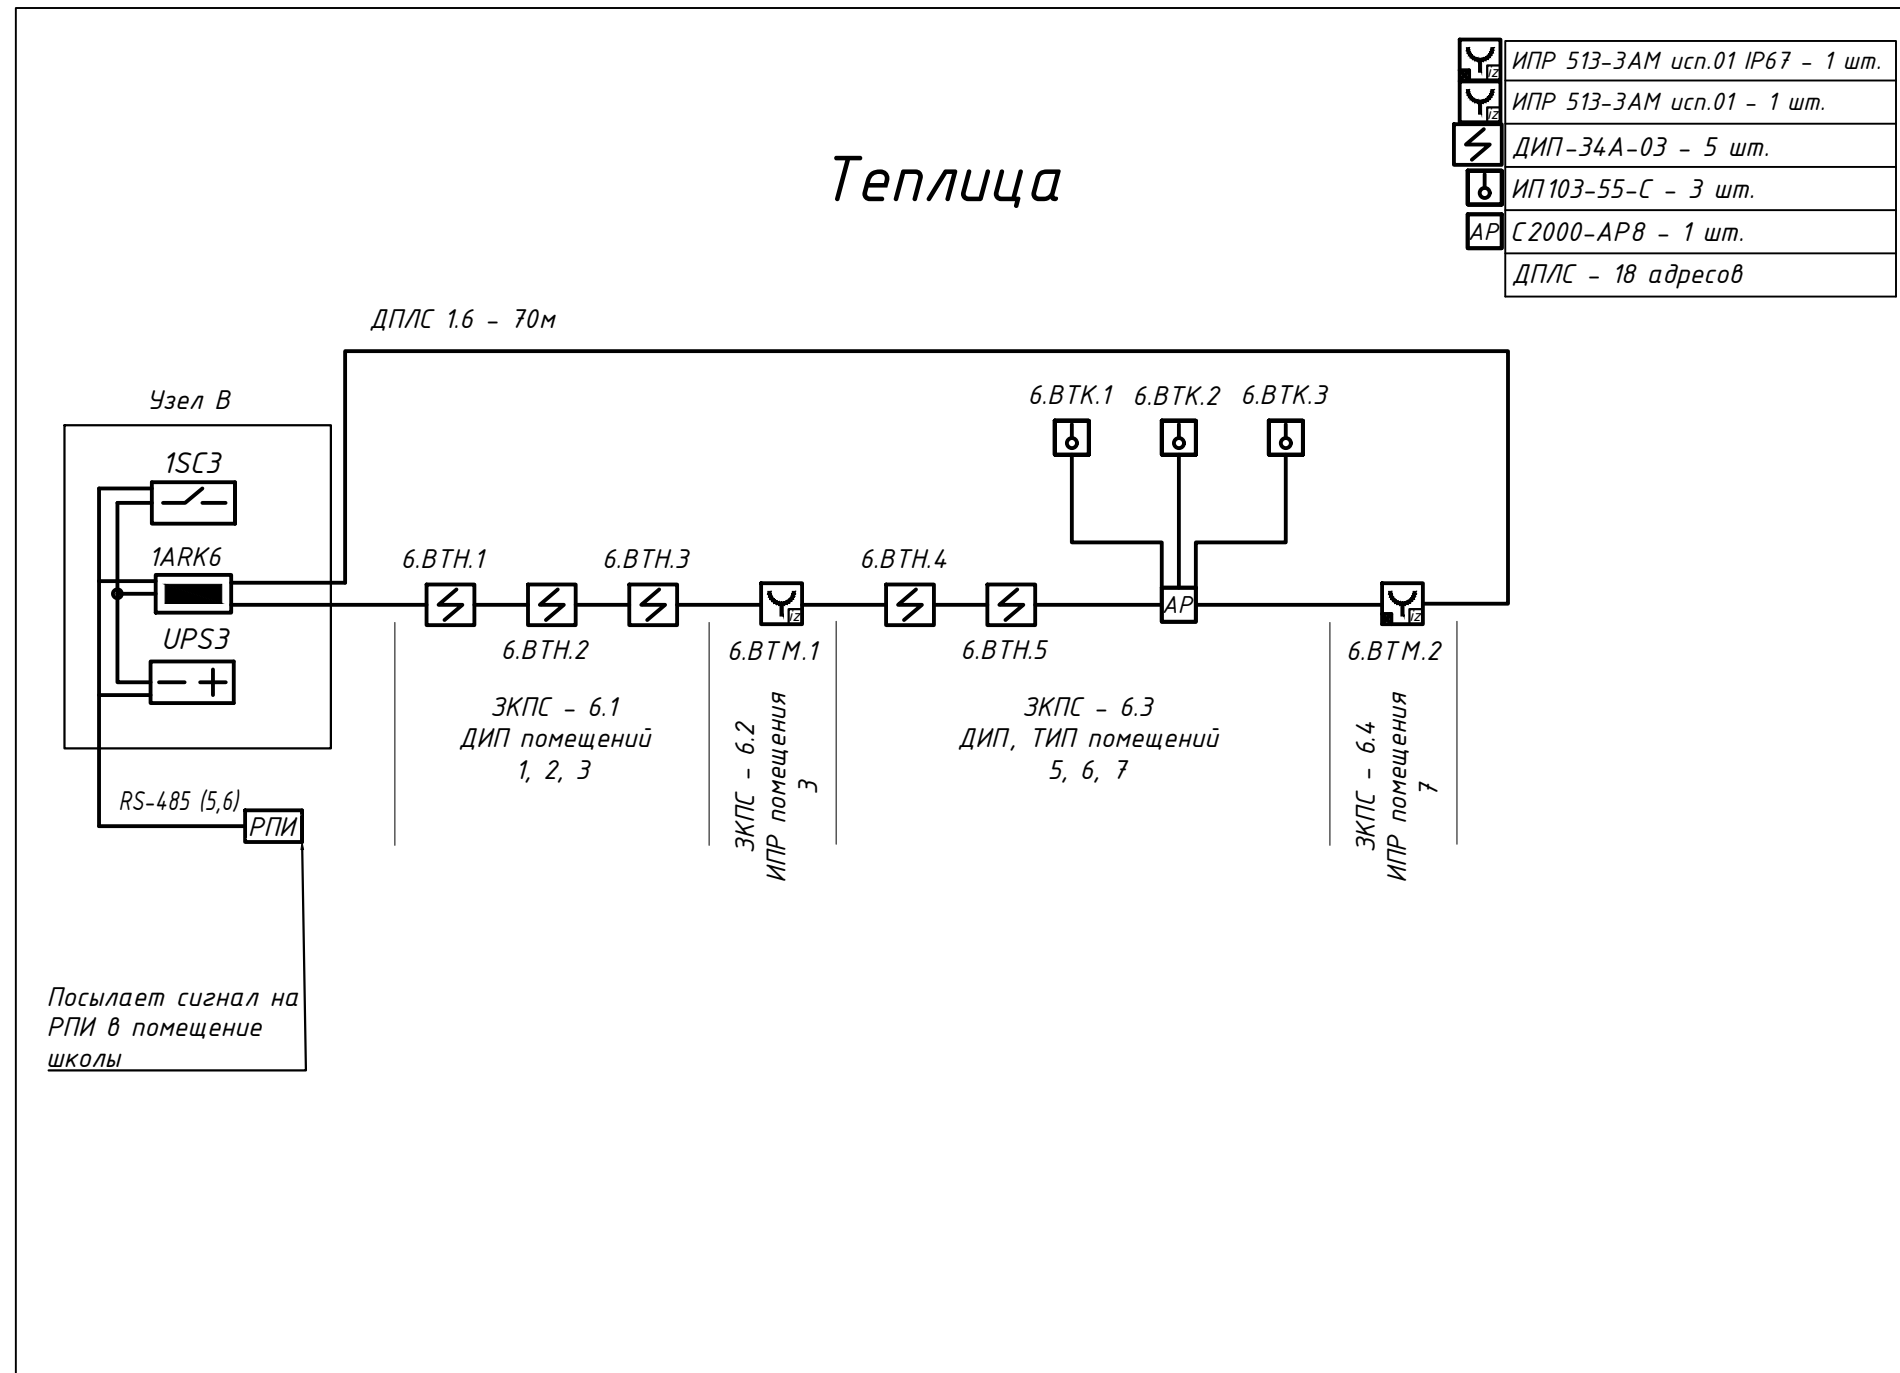 ИПР 513-3АМ исп.01 IP67 - 1 шт.
ИПР 513-3АМ исп.01 - 1 шт.
ДИП-34А-03 - 5 шт.
ИП103-55-С - 3 шт.
АР С2000-АР8 - 1 шт.
ДПЛС - 18 адресов
iz
iz
Теплица
ДПЛС 1.6 - 70м
Узел В
6.ВТК.1 6.ВТК.2 6.ВТК.3
1SC3
1ARK6
6.ВТН.1 6.ВТН.3 6.ВТН.4
iz
АР
iz
UPS3
6.ВТН.2 6.ВТМ.1 6.ВТН.5 6.ВТМ.2
ЗКПС - 6.1
ДИП помещений
1, 2, 3
ЗКПС - 6.2
ИПР помещения
3
ЗКПС - 6.3
ДИП, ТИП помещений
5, 6, 7
ЗКПС - 6.4
ИПР помещения
7
RS-485 (5,6)
РПИ
Посылает сигнал на
РПИ в помещение
школы